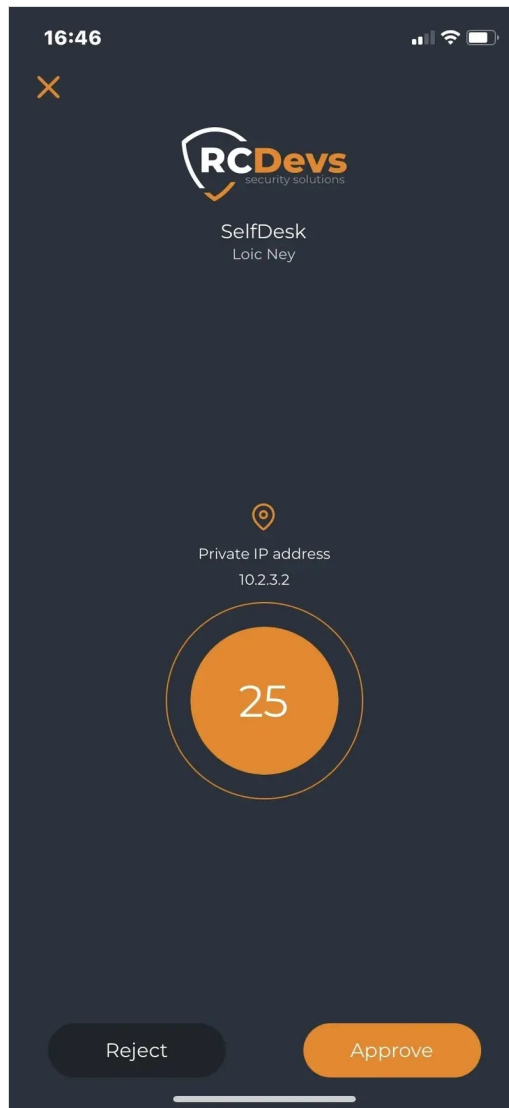 16:46
RCDevs
security solutions
SelfDesk
Loic Ney
Private IP address
10.2.3.2
25
Reject
Approve